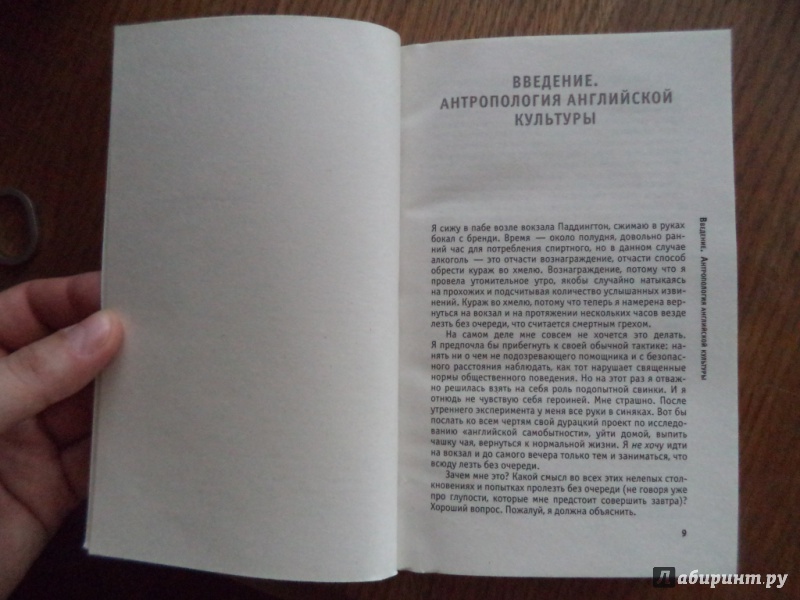 ВВЕДЕНИЕ.
АНТРОПОЛОГИЯ АНГЛИЙСКОЙ
КУЛЬТУРЫ
Я сижу в пабе возле вокзала Паддингтон, сжимаю в руках
бокал с бренди. Время — около полудня, довольно ран-
ний час для потребления спиртного, но в данном случае
алкоголь — это отчасти вознаграждение, отчасти способ
обрести кураж во хмелю. Вознаграждение, потому что я
провела утомительное утро, якобы случайно натыкаясь
на прохожих и подсчитывая количество услышанных изви-
нений. Кураж во хмелю, потому что теперь я намерена вер-
нуться на вокзал и на протяжении нескольких часов везде
лезть без очереди, что считается смертным грехом.
На самом деле мне совсем не хочется это делать.
Я предпочла бы прибегнуть к своей обычной тактике: на-
нять ни о чем не подозревающего помощника и с безопас-
ного расстояния наблюдать, как тот нарушает священные
нормы общественного поведения. Но на этот раз я отваж-
но решилась взять на себя роль подопытной свинки. И я
отнюдь не чувствую себя героиней. Мне страшно. После
утреннего эксперимента у меня все руки в синяках. Вот бы
послать ко всем чертям свой дурацкий проект по исследо-
ванию «английской самобытности», уйти домой, выпить
чашку чая, вернуться к нормальной жизни. Я не хочу идти
на вокзал и до самого вечера только тем и заниматься, что
всюду лезть без очереди.
Зачем мне это? Какой смысл во всех этих нелепых стол-
кновениях и попытках пролезть без очереди (не говоря уже
про глупости, которые мне предстоит совершить завтра)?
Хороший вопрос. Пожалуй, я должна объяснить.
Введение. Антропология английской культуры
9
Лабиринт.ру